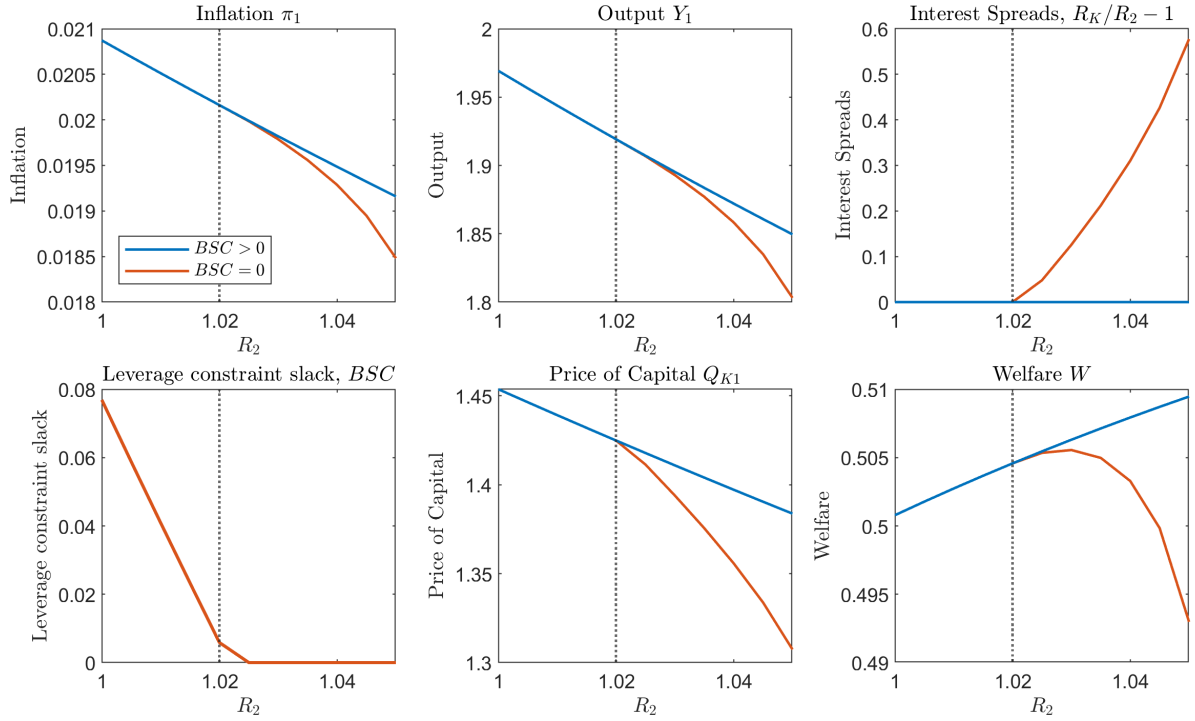 Inflation π₁
0.021
0.0205
0.02
0.0195
0.019
0.0185
0.018
Inflation
BSC > 0
BSC = 0
1
1.02
1.04
R₂
Output Y₁
2
1.95
1.9
1.85
1.8
Output
1
1.02
1.04
R₂
Interest Spreads, R_K/R₂ − 1
0.6
0.5
0.4
0.3
0.2
0.1
0
Interest Spreads
1
1.02
1.04
R₂
Leverage constraint slack, BSC
0.08
0.06
0.04
0.02
0
Leverage constraint slack
1
1.02
1.04
R₂
Price of Capital Q_{K1}
1.45
1.4
1.35
1.3
Price of Capital
1
1.02
1.04
R₂
Welfare W
0.51
0.505
0.5
0.495
0.49
Welfare
1
1.02
1.04
R₂